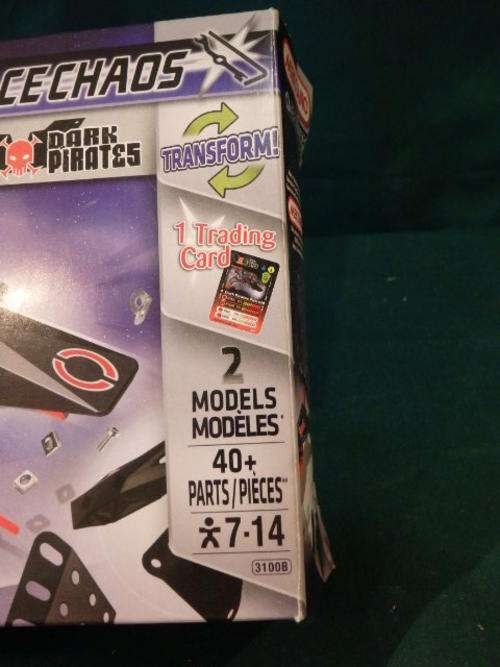 CECHAOS
DARK
PIRATES
TRANSFORM!
1 Trading
Card
2
MODELS
MODÈLES*
40+
PARTS/PIÈCES**
7-14
3100B